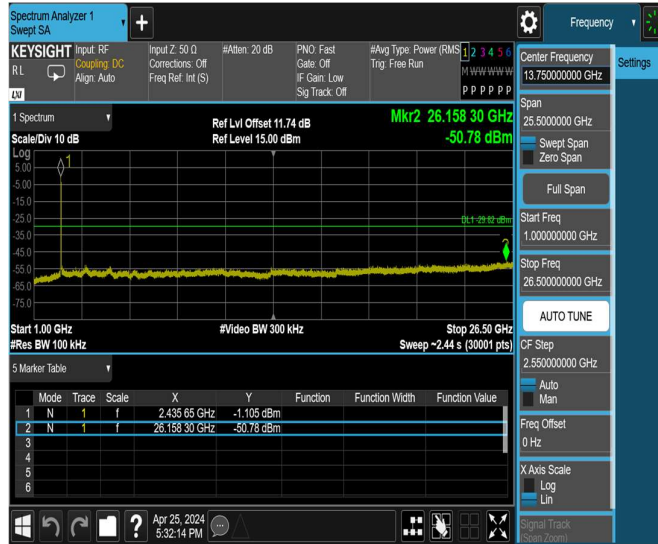 Spectrum Analyzer 1
Swept SA
Frequency
KEYSIGHT
Input: RF
Input Z: 50 Ω
#Atten: 20 dB
PNO: Fast
#Avg Type: Power (RMS
1 2 3 4 5 6
RL
Coupling: DC
Corrections: Off
Gate: Off
Trig: Free Run
M W W W W W
Align: Auto
Freq Ref: Int (S)
IF Gain: Low
Sig Track: Off
P P P P P P
LXI
Center Frequency
13.750000000 GHz
Settings
Span
25.5000000 GHz
Swept Span
Zero Span
Full Span
Start Freq
1.000000000 GHz
Stop Freq
26.500000000 GHz
AUTO TUNE
CF Step
2.550000000 GHz
Auto
Man
Freq Offset
0 Hz
X Axis Scale
Log
Lin
Signal Track
(Span Zoom)
1 Spectrum
Ref Lvl Offset 11.74 dB
Mkr2 26.158 30 GHz
Scale/Div 10 dB
Ref Level 15.00 dBm
-50.78 dBm
Log
1
5.00
-5.00
-15.0
-25.0
DL1 -29.82 dBm
-35.0
2
-45.0
-55.0
-65.0
-75.0
Start 1.00 GHz
#Video BW 300 kHz
Stop 26.50 GHz
#Res BW 100 kHz
Sweep ~2.44 s (30001 pts)
5 Marker Table
Mode Trace Scale X Y Function Function Width Function Value
1 N 1 f 2.435 65 GHz -1.105 dBm
2 N 1 f 26.158 30 GHz -50.78 dBm
3
4
5
6
?
Apr 25, 2024
5:32:14 PM